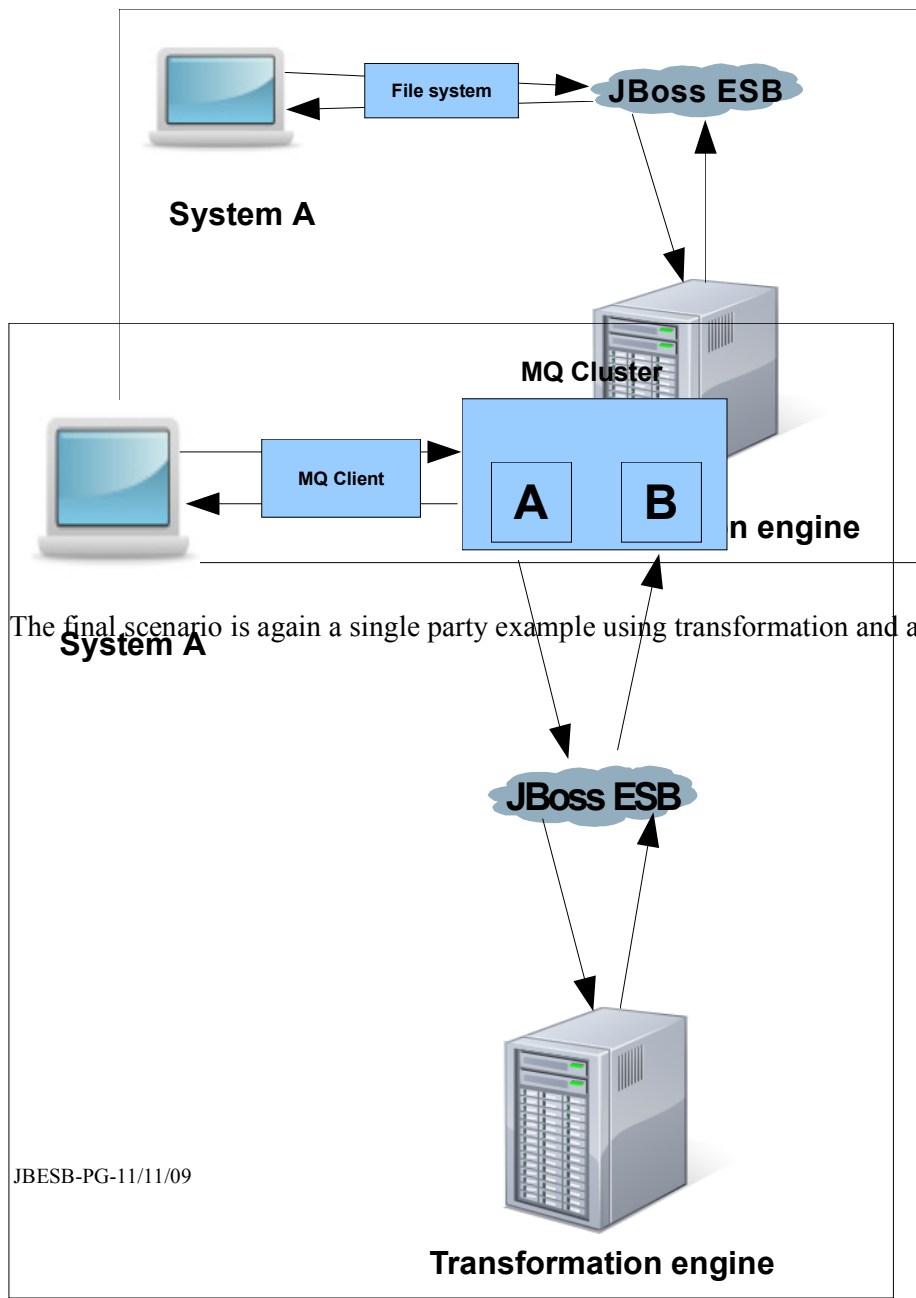 File system
JBoss ESB
System A
MQ Cluster
MQ Client
A
B
on engine
The final scenario is again a single party example using transformation and a
System A
JBoss ESB
JBESB-PG-11/11/09
Transformation engine